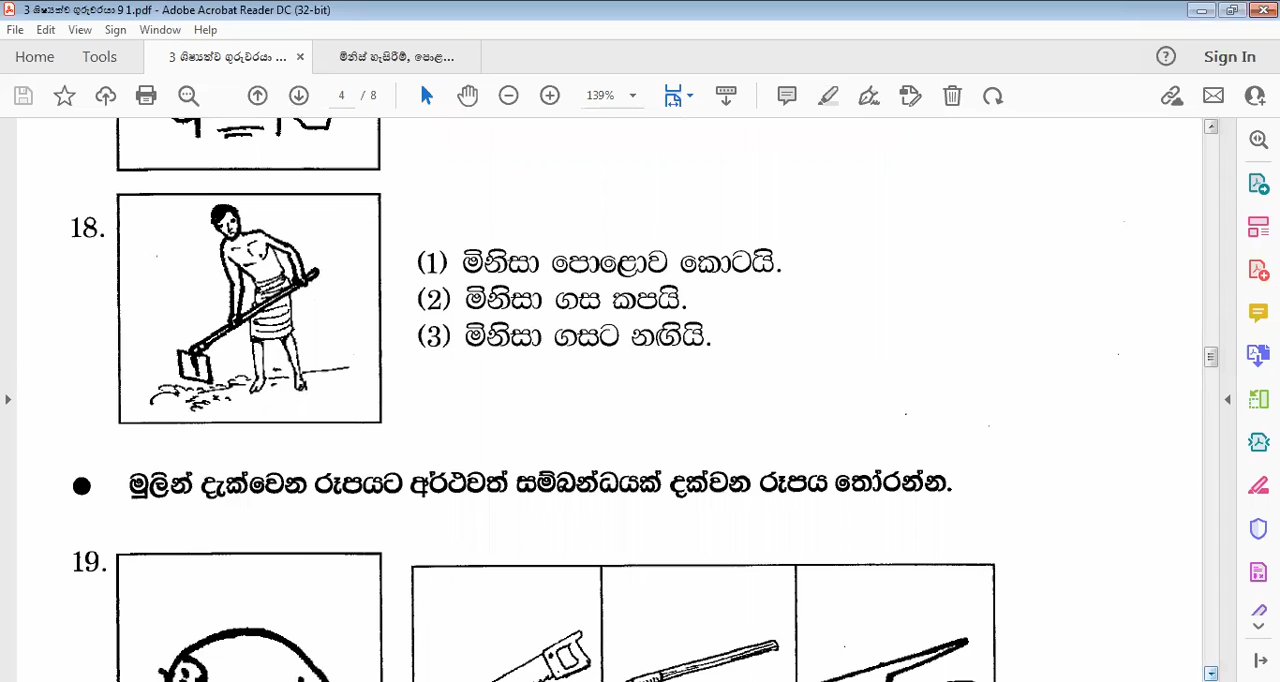 3 ශිෂ්‍යත්ව ගුරුවරයා 9 1.pdf - Adobe Acrobat Reader DC (32-bit)
File Edit View Sign Window Help
Home Tools 3 ශිෂ්‍යත්ව ගුරුවරයා ... × මිනිස් හැසිරීම්, පොළ...
? Sign In
4 / 8 139%
18.
(1) මිනිසා පොළොව කොටයි.
(2) මිනිසා ගස කපයි.
(3) මිනිසා ගසට නඟියි.
● මුලින් දැක්වෙන රූපයට අර්ථවත් සම්බන්ධයක් දක්වන රූපය තෝරන්න.
19.